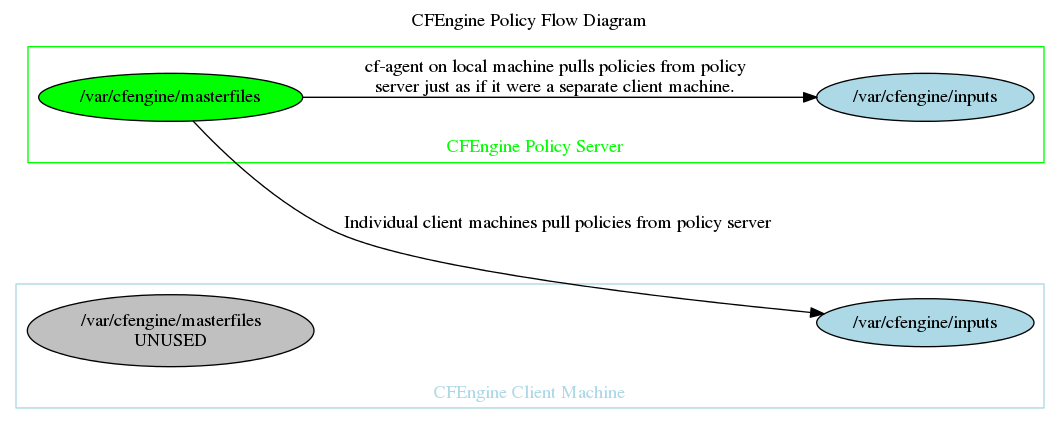 CFEngine Policy Flow Diagram
cf-agent on local machine pulls policies from policy
server just as if it were a separate client machine.
/var/cfengine/masterfiles
/var/cfengine/inputs
CFEngine Policy Server
Individual client machines pull policies from policy server
/var/cfengine/masterfiles
UNUSED
/var/cfengine/inputs
CFEngine Client Machine